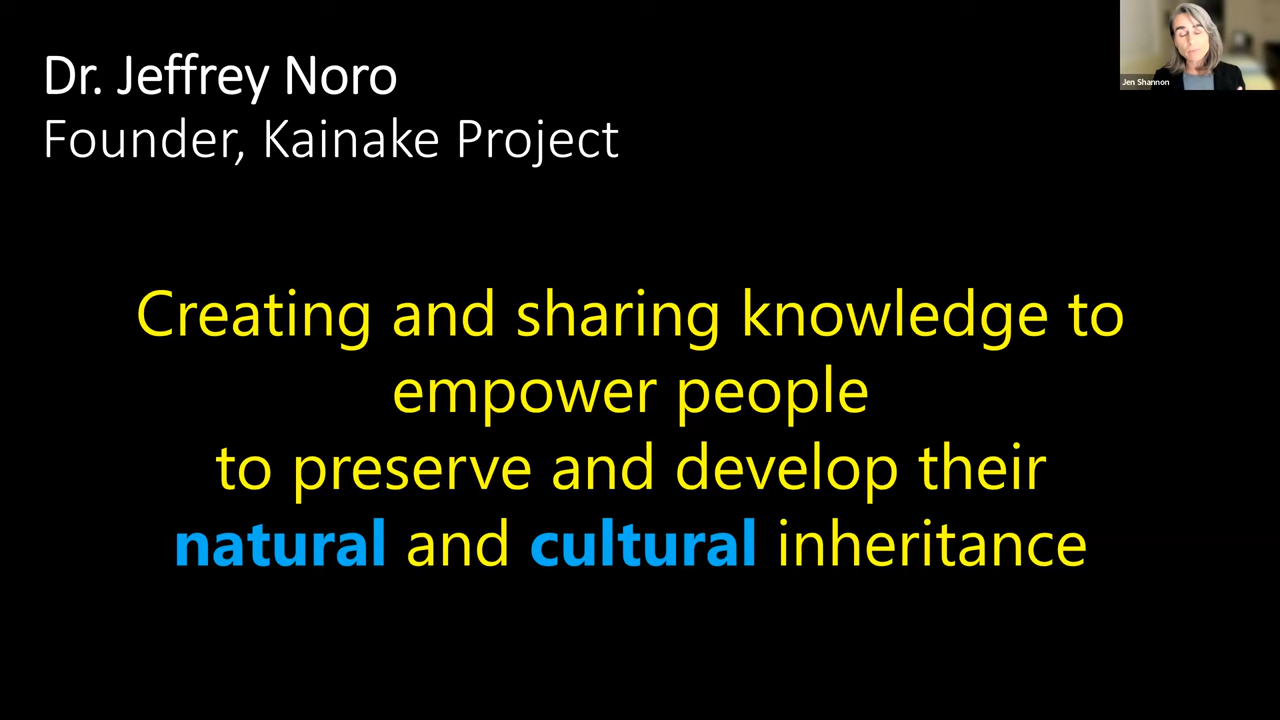 Dr. Jeffrey Noro
Founder, Kainake Project
Jen Shannon
Creating and sharing knowledge to
empower people
to preserve and develop their
natural and cultural inheritance